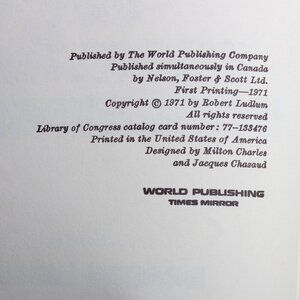 Published by The World Publishing Company
Published simultaneously in Canada
by Nelson, Foster & Scott Ltd.
First Printing—1971
Copyright © 1971 by Robert Ludlum
All rights reserved
Library of Congress catalog card number: 77-133476
Printed in the United States of America
Designed by Milton Charles
and Jacques Chazaud
WORLD PUBLISHING
TIMES MIRROR